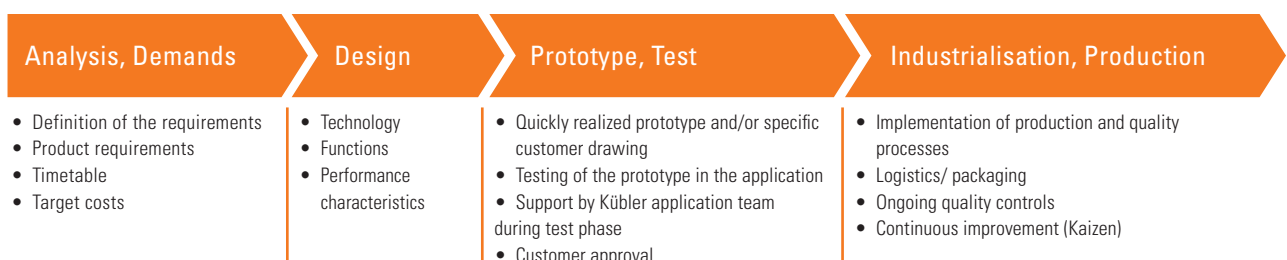 Analysis, Demands
Design
Prototype, Test
Industrialisation, Production
• Definition of the requirements
• Product requirements
• Timetable
• Target costs
• Technology
• Functions
• Performance
characteristics
• Quickly realized prototype and/or specific
customer drawing
• Testing of the prototype in the application
• Support by Kübler application team
during test phase
• Customer approval
• Implementation of production and quality
processes
• Logistics/ packaging
• Ongoing quality controls
• Continuous improvement (Kaizen)